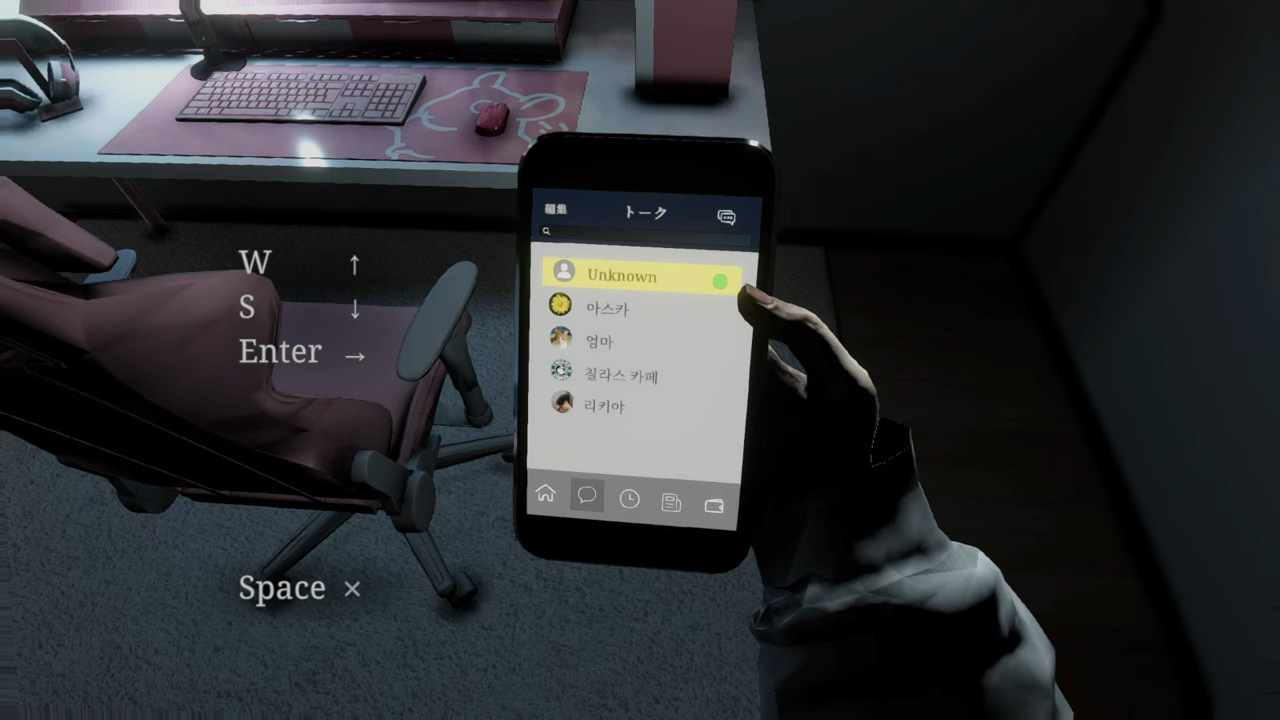 編集 トーク
Unknown
아스카
엄마
칠라스 카페
리키야
W ↑
S ↓
Enter →
Space ×